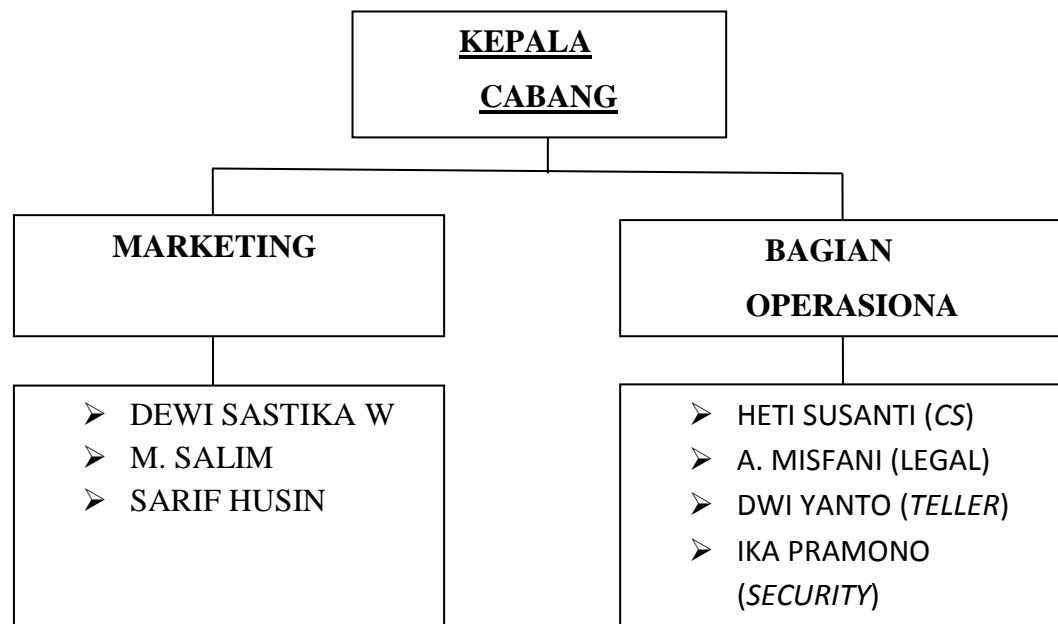 KEPALA
CABANG
MARKETING
BAGIAN
OPERASIONA
➢ DEWI SASTIKA W
➢ M. SALIM
➢ SARIF HUSIN
➢ HETI SUSANTI (CS)
➢ A. MISFANI (LEGAL)
➢ DWI YANTO (TELLER)
➢ IKA PRAMONO
(SECURITY)